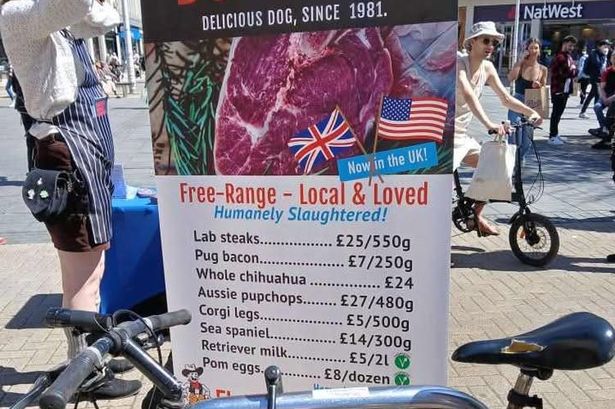 DELICIOUS DOG, SINCE 1981.
NatWest
Now in the UK!
Free-Range - Local & Loved
Humanely Slaughtered!
Lab steaks.................. £25/550g
Pug bacon.................... £7/250g
Whole chihuahua ............... £24
Aussie pupchops........ £27/480g
Corgi legs..................... £5/500g
Sea spaniel................. £14/300g
Retriever milk................. £5/2l
Pom eggs: ............ £8/dozen